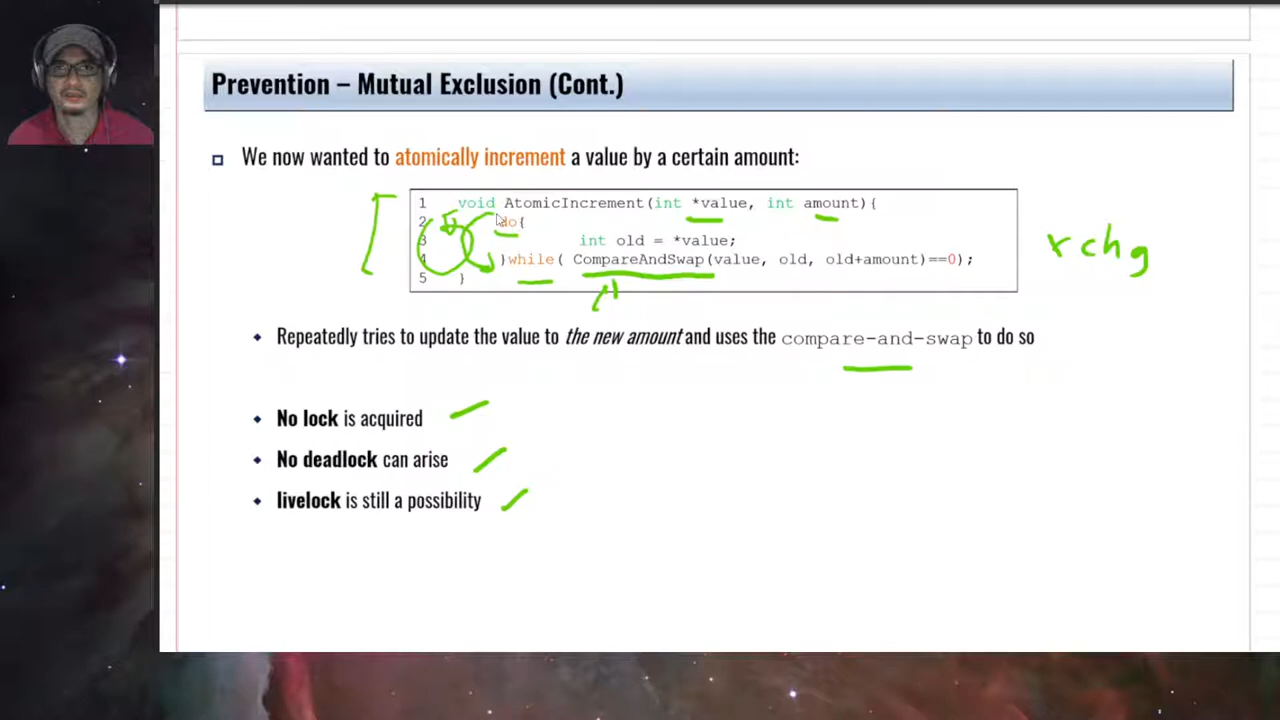 Prevention – Mutual Exclusion (Cont.)
We now wanted to atomically increment a value by a certain amount:
1 void AtomicIncrement(int *value, int amount){
2 do{
3 int old = *value;
4 }while( CompareAndSwap(value, old, old+amount)==0);
5 }
xchg
Repeatedly tries to update the value to the new amount and uses the compare-and-swap to do so
No lock is acquired
No deadlock can arise
livelock is still a possibility